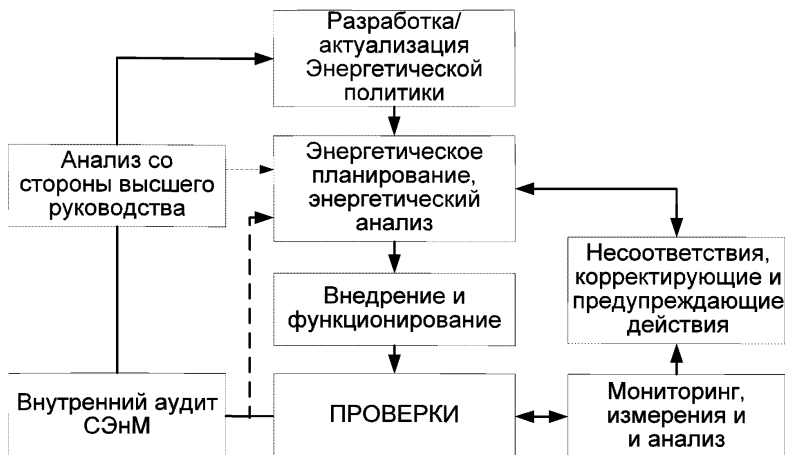 Разработка/
актуализация
Энергетической
политики
Анализ со
стороны высшего
руководства
Энергетическое
планирование,
энергетический
анализ
Несоответствия,
корректирующие и
предупреждающие
действия
Внедрение и
функционирование
Внутренний аудит
СЭнМ
ПРОВЕРКИ
Мониторинг,
измерения и
и анализ